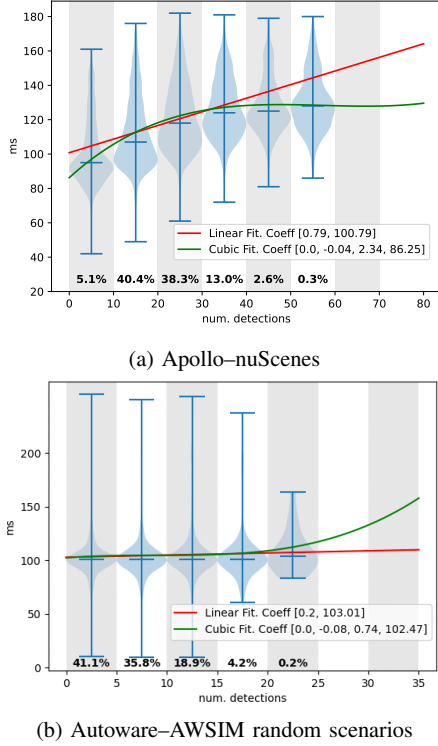 180
160
140
120
100
80
60
40
20
ms
Linear Fit. Coeff [0.79, 100.79]
Cubic Fit. Coeff [0.0, -0.04, 2.34, 86.25]
5.1% 40.4% 38.3% 13.0% 2.6% 0.3%
0 10 20 30 40 50 60 70 80
num. detections
(a) Apollo–nuScenes
200
150
100
50
0
ms
Linear Fit. Coeff [0.2, 103.01]
Cubic Fit. Coeff [0.0, -0.08, 0.74, 102.47]
41.1% 35.8% 18.9% 4.2% 0.2%
0 5 10 15 20 25 30 35
num. detections
(b) Autoware–AWSIM random scenarios